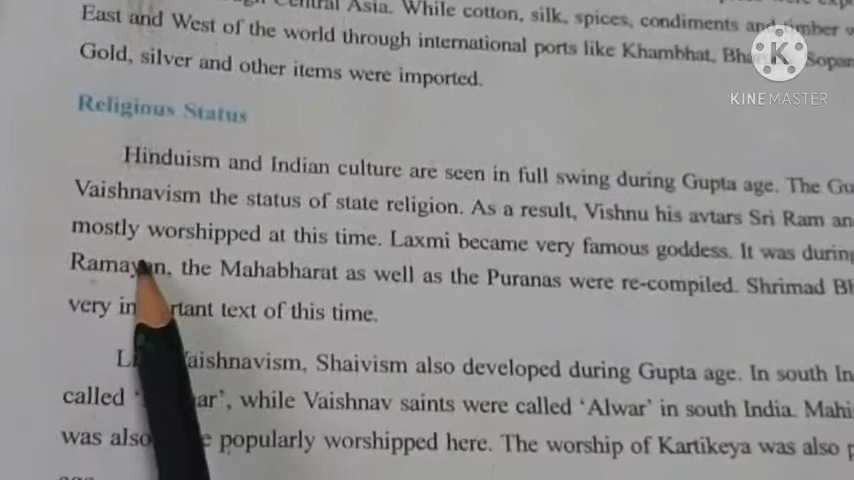 Central Asia. While cotton, silk, spices, condiments and timber
East and West of the world through international ports like Khambhat,
Gold, silver and other items were imported.
K
KINEMASTER
Religious Status
Hinduism and Indian culture are seen in full swing during Gupta age. The
Vaishnavism the status of state religion. As a result, Vishnu his avtars Sri Ram
mostly worshipped at this time. Laxmi became very famous goddess. It was
Ramayan, the Mahabharat as well as the Puranas were re-compiled. Shrimad
very text of this time.
Vaishnavism, Shaivism also developed during Gupta age. In south
called while Vaishnav saints were called 'Alwar' in south India.
was also popularly worshipped here. The worship of Kartikeya was also